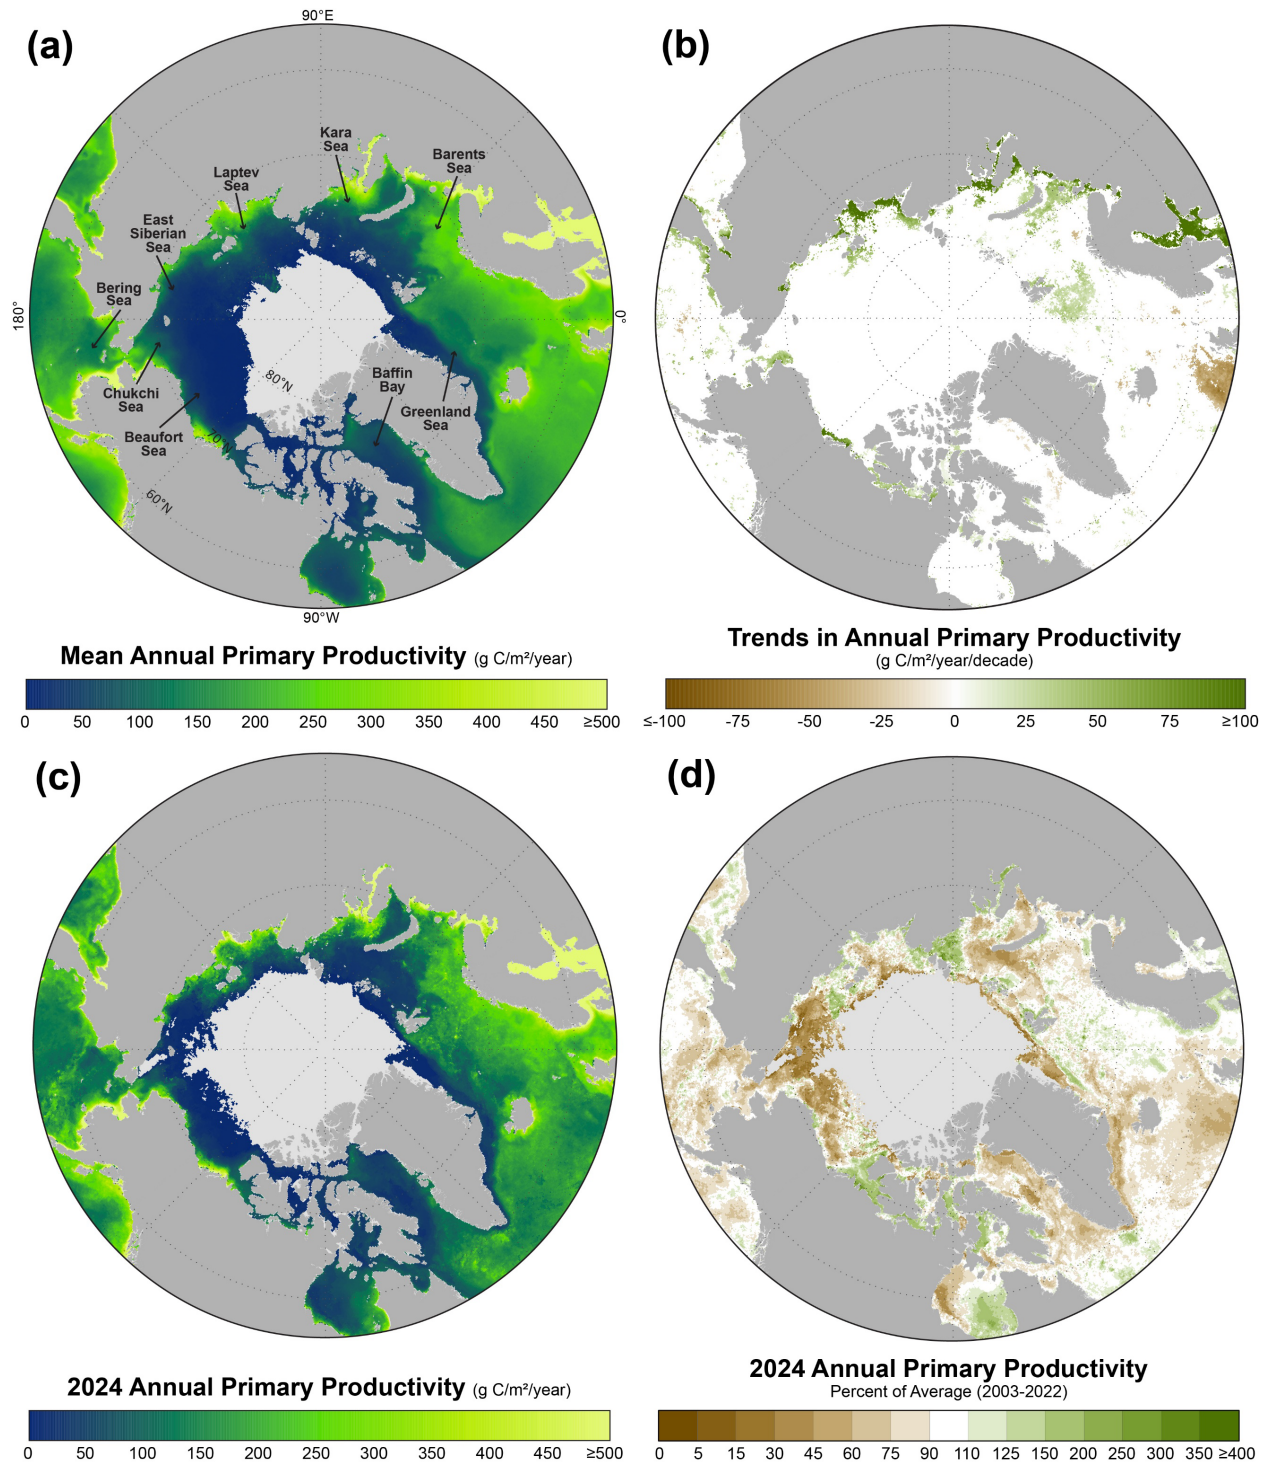 (a)
90°E
Kara
Sea
Barents
Sea
Laptev
Sea
East
Siberian
Sea
Bering
Sea
180°
0°
80°N
Baffin
Bay
Chukchi
Sea
Greenland
Sea
Beaufort
Sea
70°N
60°N
90°W
Mean Annual Primary Productivity (g C/m²/year)
0 50 100 150 200 250 300 350 400 450 ≥500
(b)
Trends in Annual Primary Productivity
(g C/m²/year/decade)
≤-100 -75 -50 -25 0 25 50 75 ≥100
(c)
2024 Annual Primary Productivity (g C/m²/year)
0 50 100 150 200 250 300 350 400 450 ≥500
(d)
2024 Annual Primary Productivity
Percent of Average (2003-2022)
0 5 15 30 45 60 75 90 110 125 150 200 250 300 350 ≥400